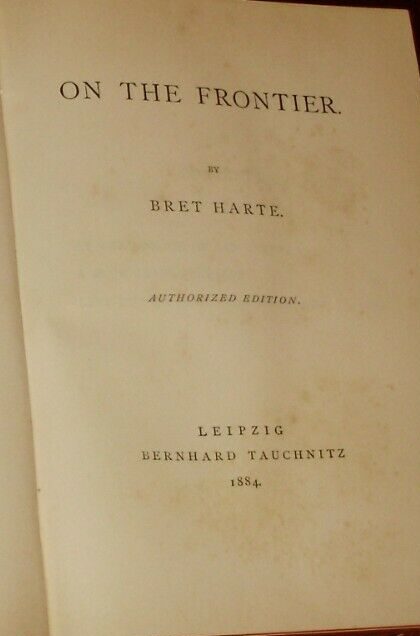 ON THE FRONTIER.
BY
BRET HARTE.
AUTHORIZED EDITION.
LEIPZIG
BERNHARD TAUCHNITZ
1884.